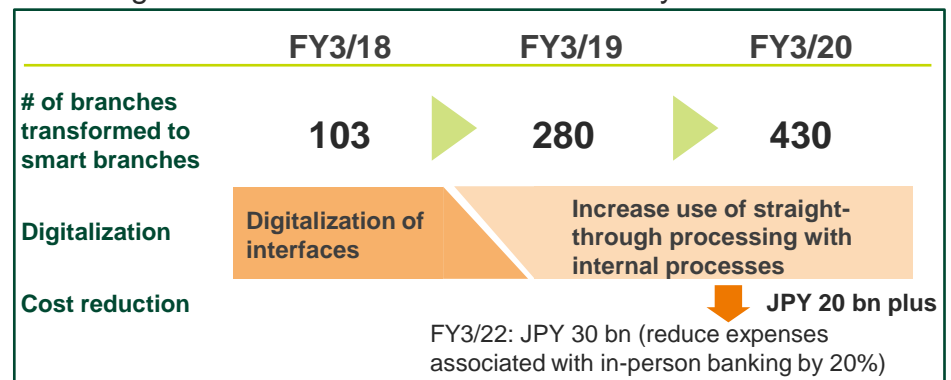 FY3/18 FY3/19 FY3/20
# of branches
transformed to
smart branches
103 280 430
Digitalization
Digitalization of
interfaces
Increase use of straight-
through processing with
internal processes
Cost reduction
JPY 20 bn plus
FY3/22: JPY 30 bn (reduce expenses
associated with in-person banking by 20%)